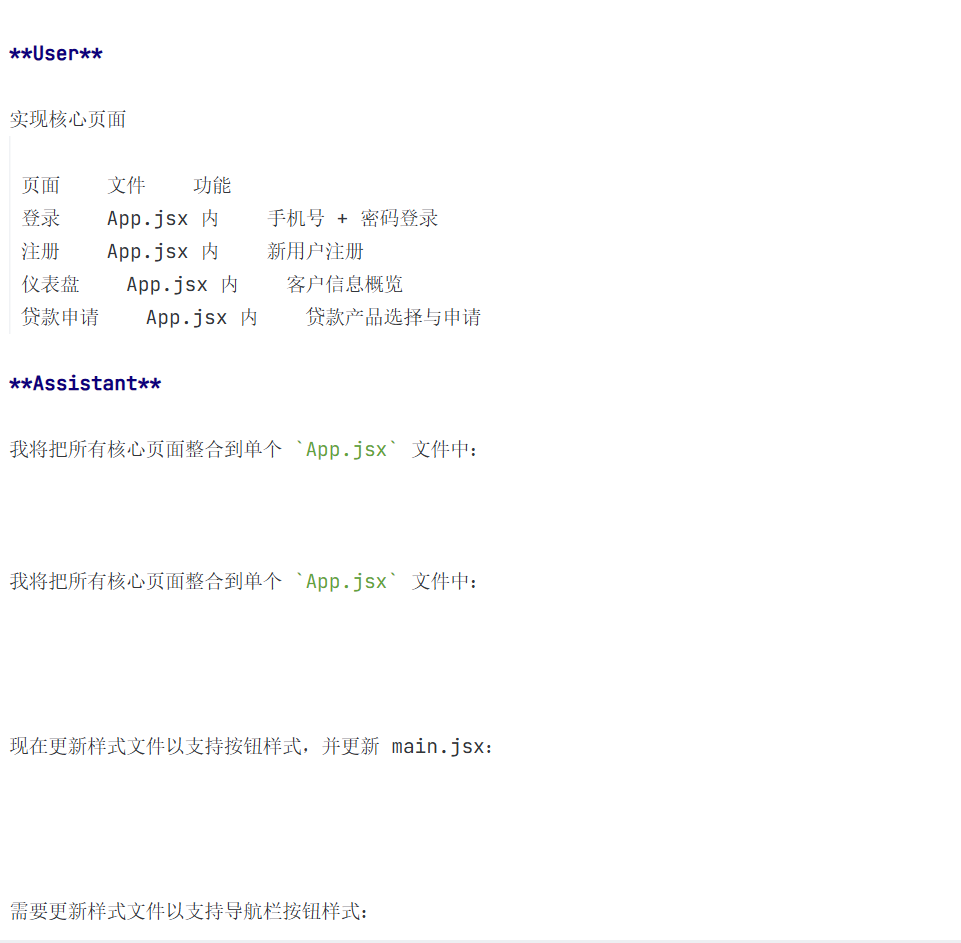 **User**
实现核心页面
页面 文件 功能
登录 App.jsx 内 手机号 + 密码登录
注册 App.jsx 内 新用户注册
仪表盘 App.jsx 内 客户信息概览
贷款申请 App.jsx 内 贷款产品选择与申请
**Assistant**
我将把所有核心页面整合到单个 `App.jsx` 文件中：
我将把所有核心页面整合到单个 `App.jsx` 文件中：
现在更新样式文件以支持按钮样式，并更新 main.jsx：
需要更新样式文件以支持导航栏按钮样式：